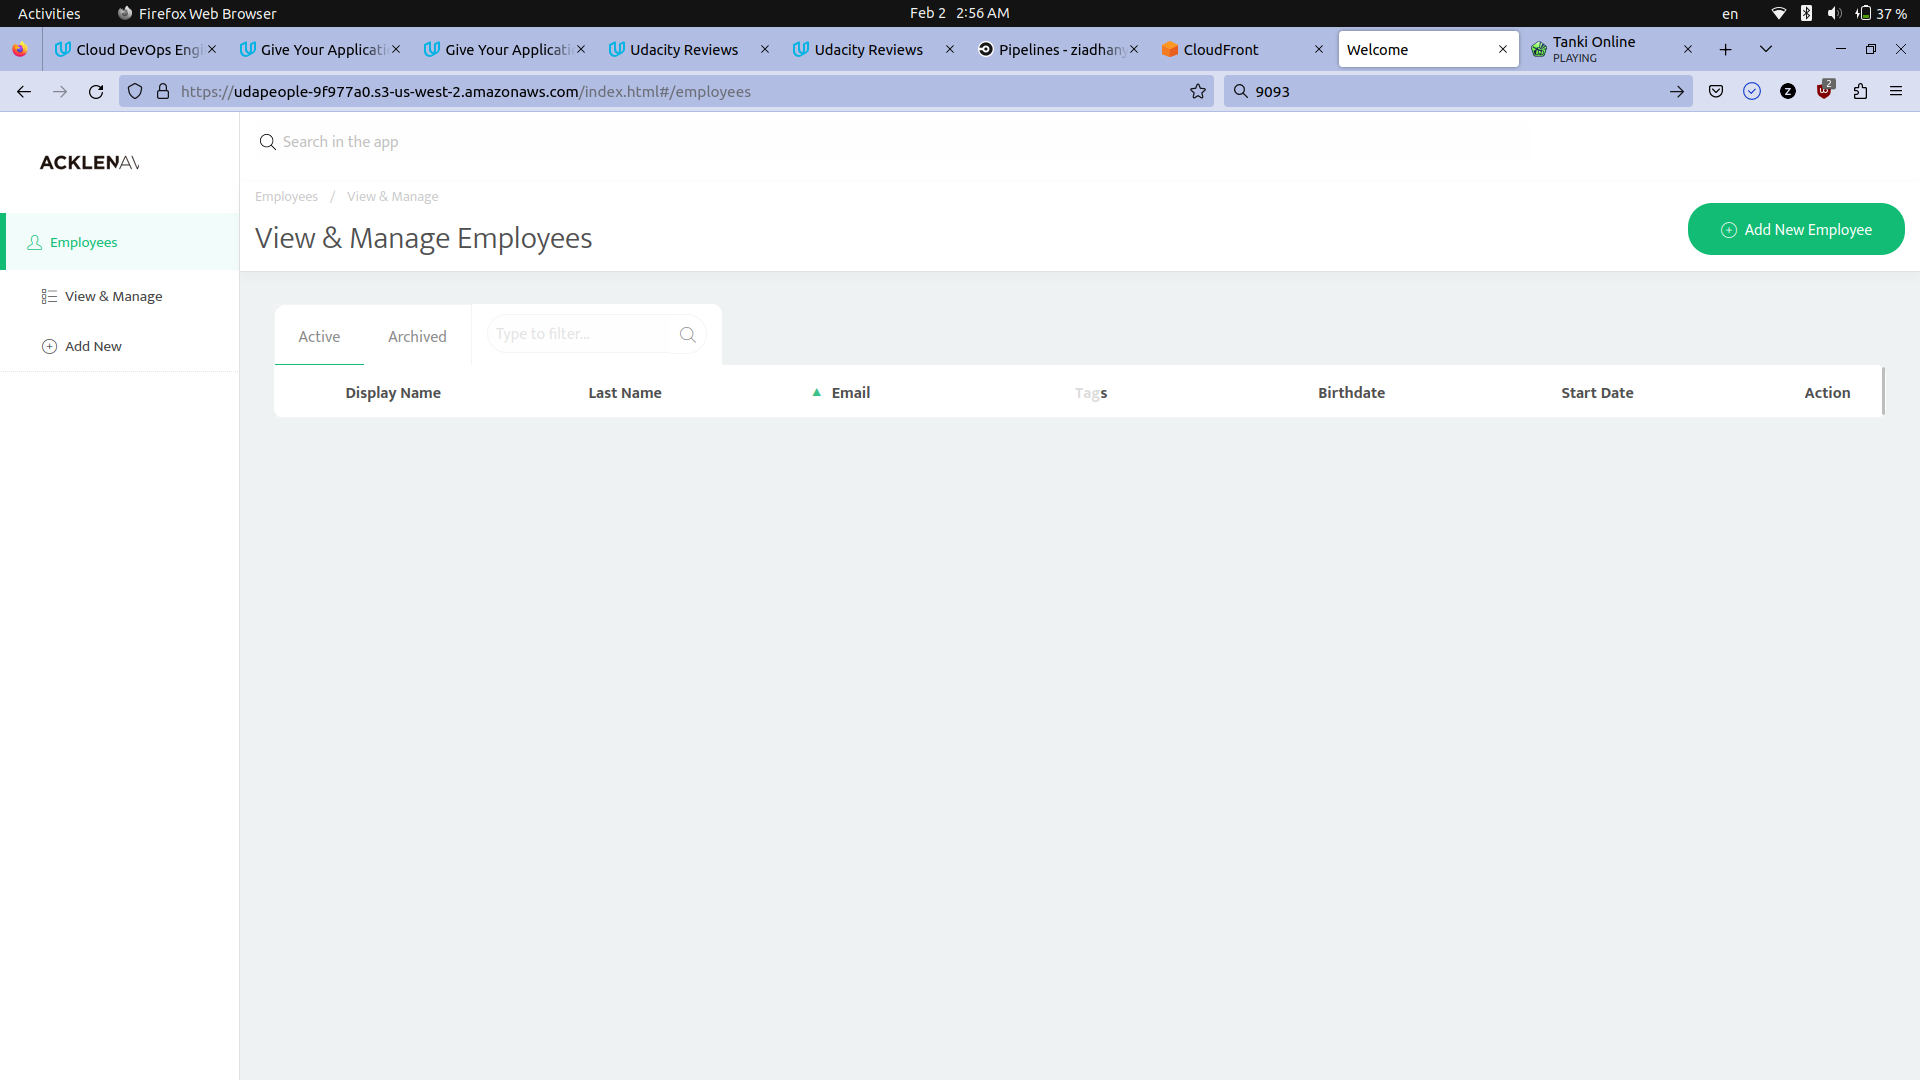 Activities Firefox Web Browser Feb 2 2:56 AM en 37 %
Cloud DevOps Engi Give Your Applicati Give Your Applicati Udacity Reviews Udacity Reviews Pipelines - ziadhany CloudFront Welcome Tanki Online
PLAYING
https://udapeople-9f977a0.s3-us-west-2.amazonaws.com/index.html#/employees 9093 Z 2
ACKLENAV
Search in the app
Employees / View & Manage
View & Manage Employees
Add New Employee
Employees
View & Manage
Add New
Active Archived Type to filter...
Display Name Last Name Email Tags Birthdate Start Date Action